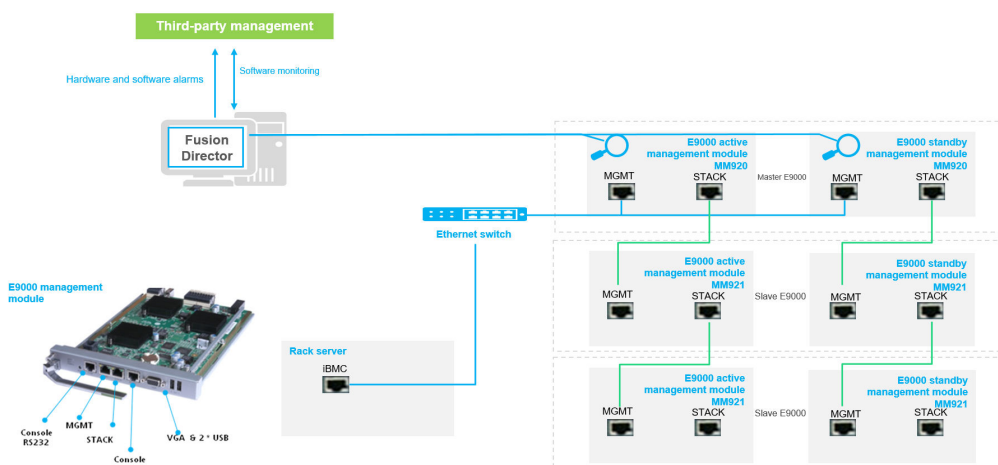 Third-party management
Hardware and software alarms
Software monitoring
Fusion
Director
E9000 active
management module
MM920
MGMT
STACK
Master E9000
E9000 standby
management module
MM920
MGMT
STACK
Ethernet switch
E9000 active
management module
MM921
MGMT
STACK
Slave E9000
E9000 standby
management module
MM921
MGMT
STACK
E9000 management
module
Console
RS232
MGMT
STACK
Console
VGA & 2 * USB
Rack server
iBMC
E9000 active
management module
MM921
MGMT
STACK
Slave E9000
E9000 standby
management module
MM921
MGMT
STACK